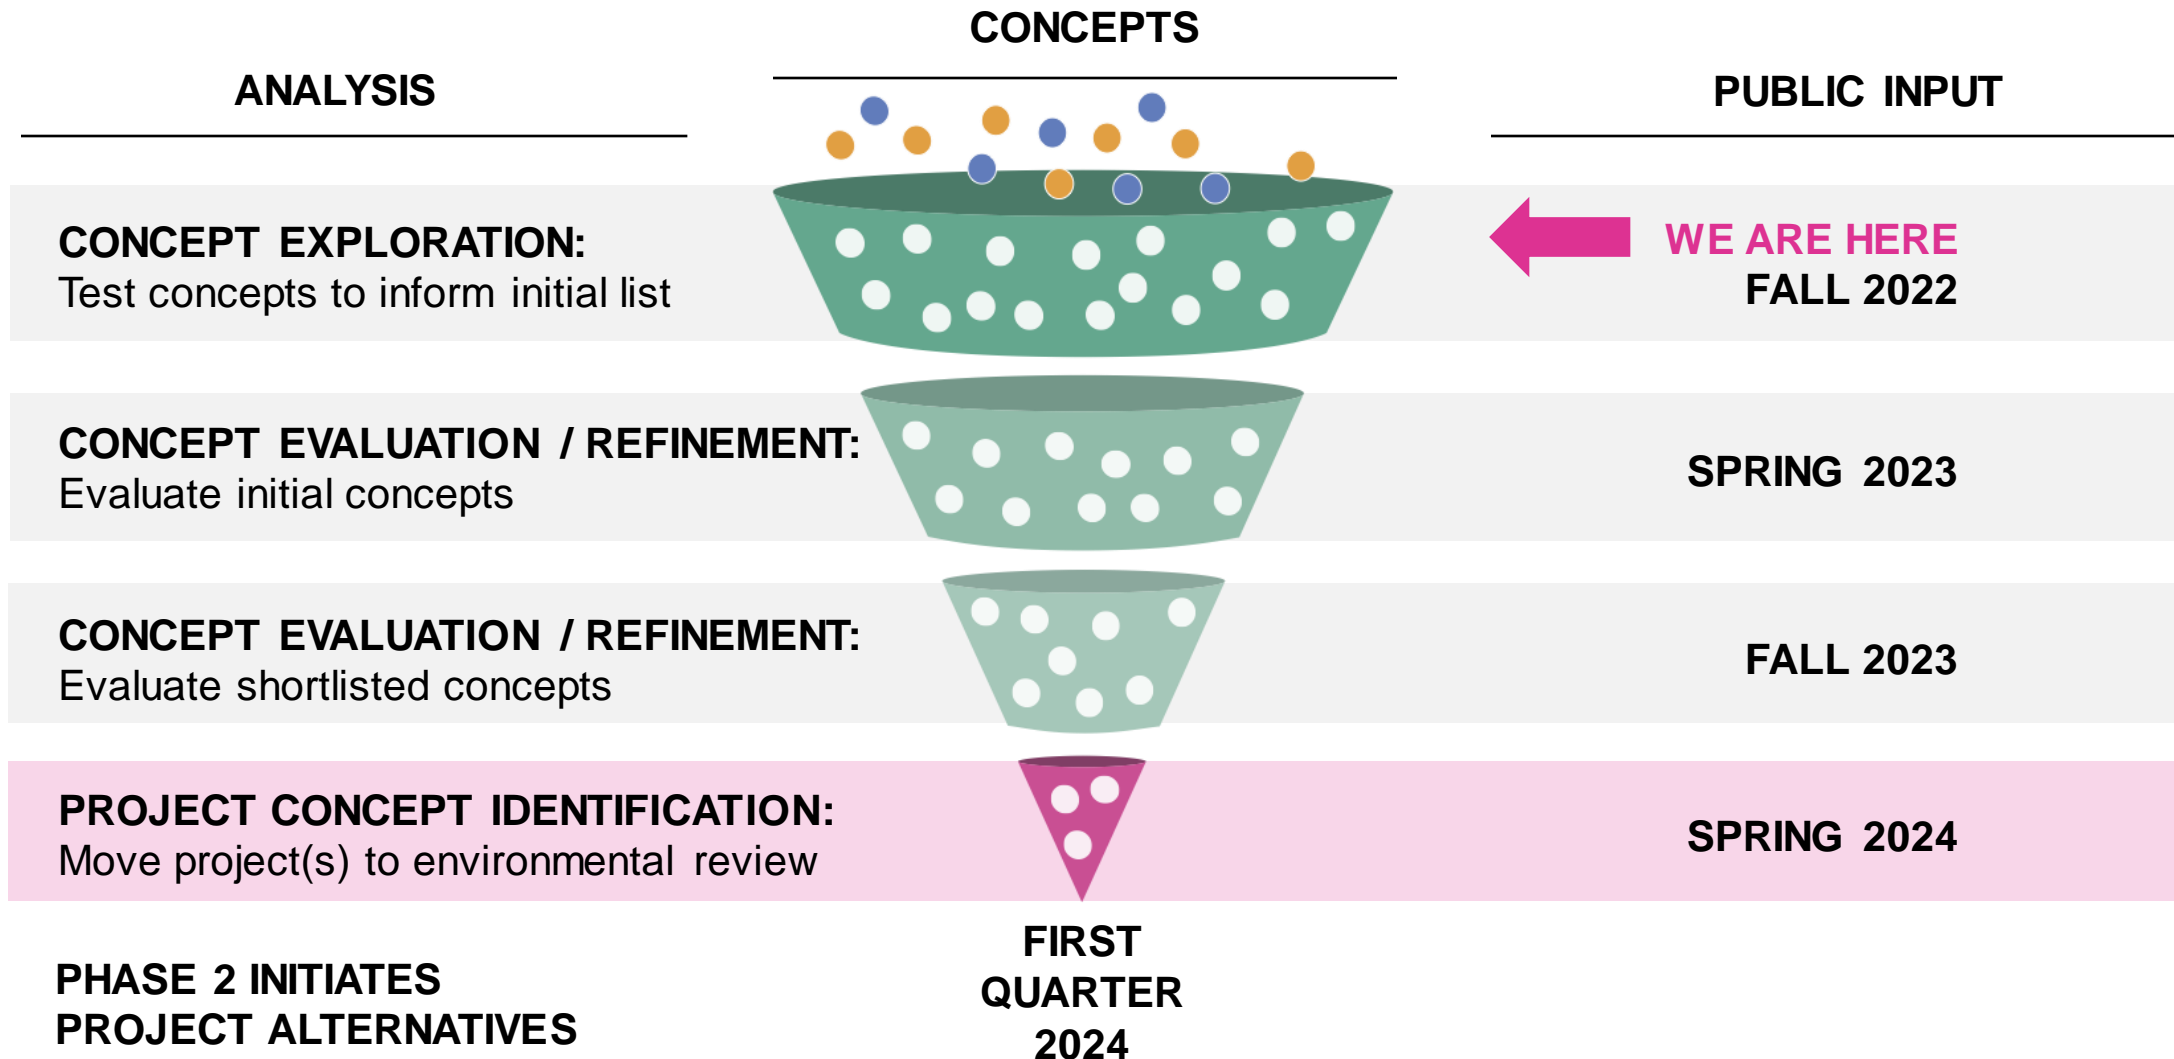 CONCEPTS
ANALYSIS
PUBLIC INPUT
CONCEPT EXPLORATION:
Test concepts to inform initial list
WE ARE HERE
FALL 2022
CONCEPT EVALUATION / REFINEMENT:
Evaluate initial concepts
SPRING 2023
CONCEPT EVALUATION / REFINEMENT:
Evaluate shortlisted concepts
FALL 2023
PROJECT CONCEPT IDENTIFICATION:
Move project(s) to environmental review
SPRING 2024
PHASE 2 INITIATES
PROJECT ALTERNATIVES
FIRST
QUARTER
2024